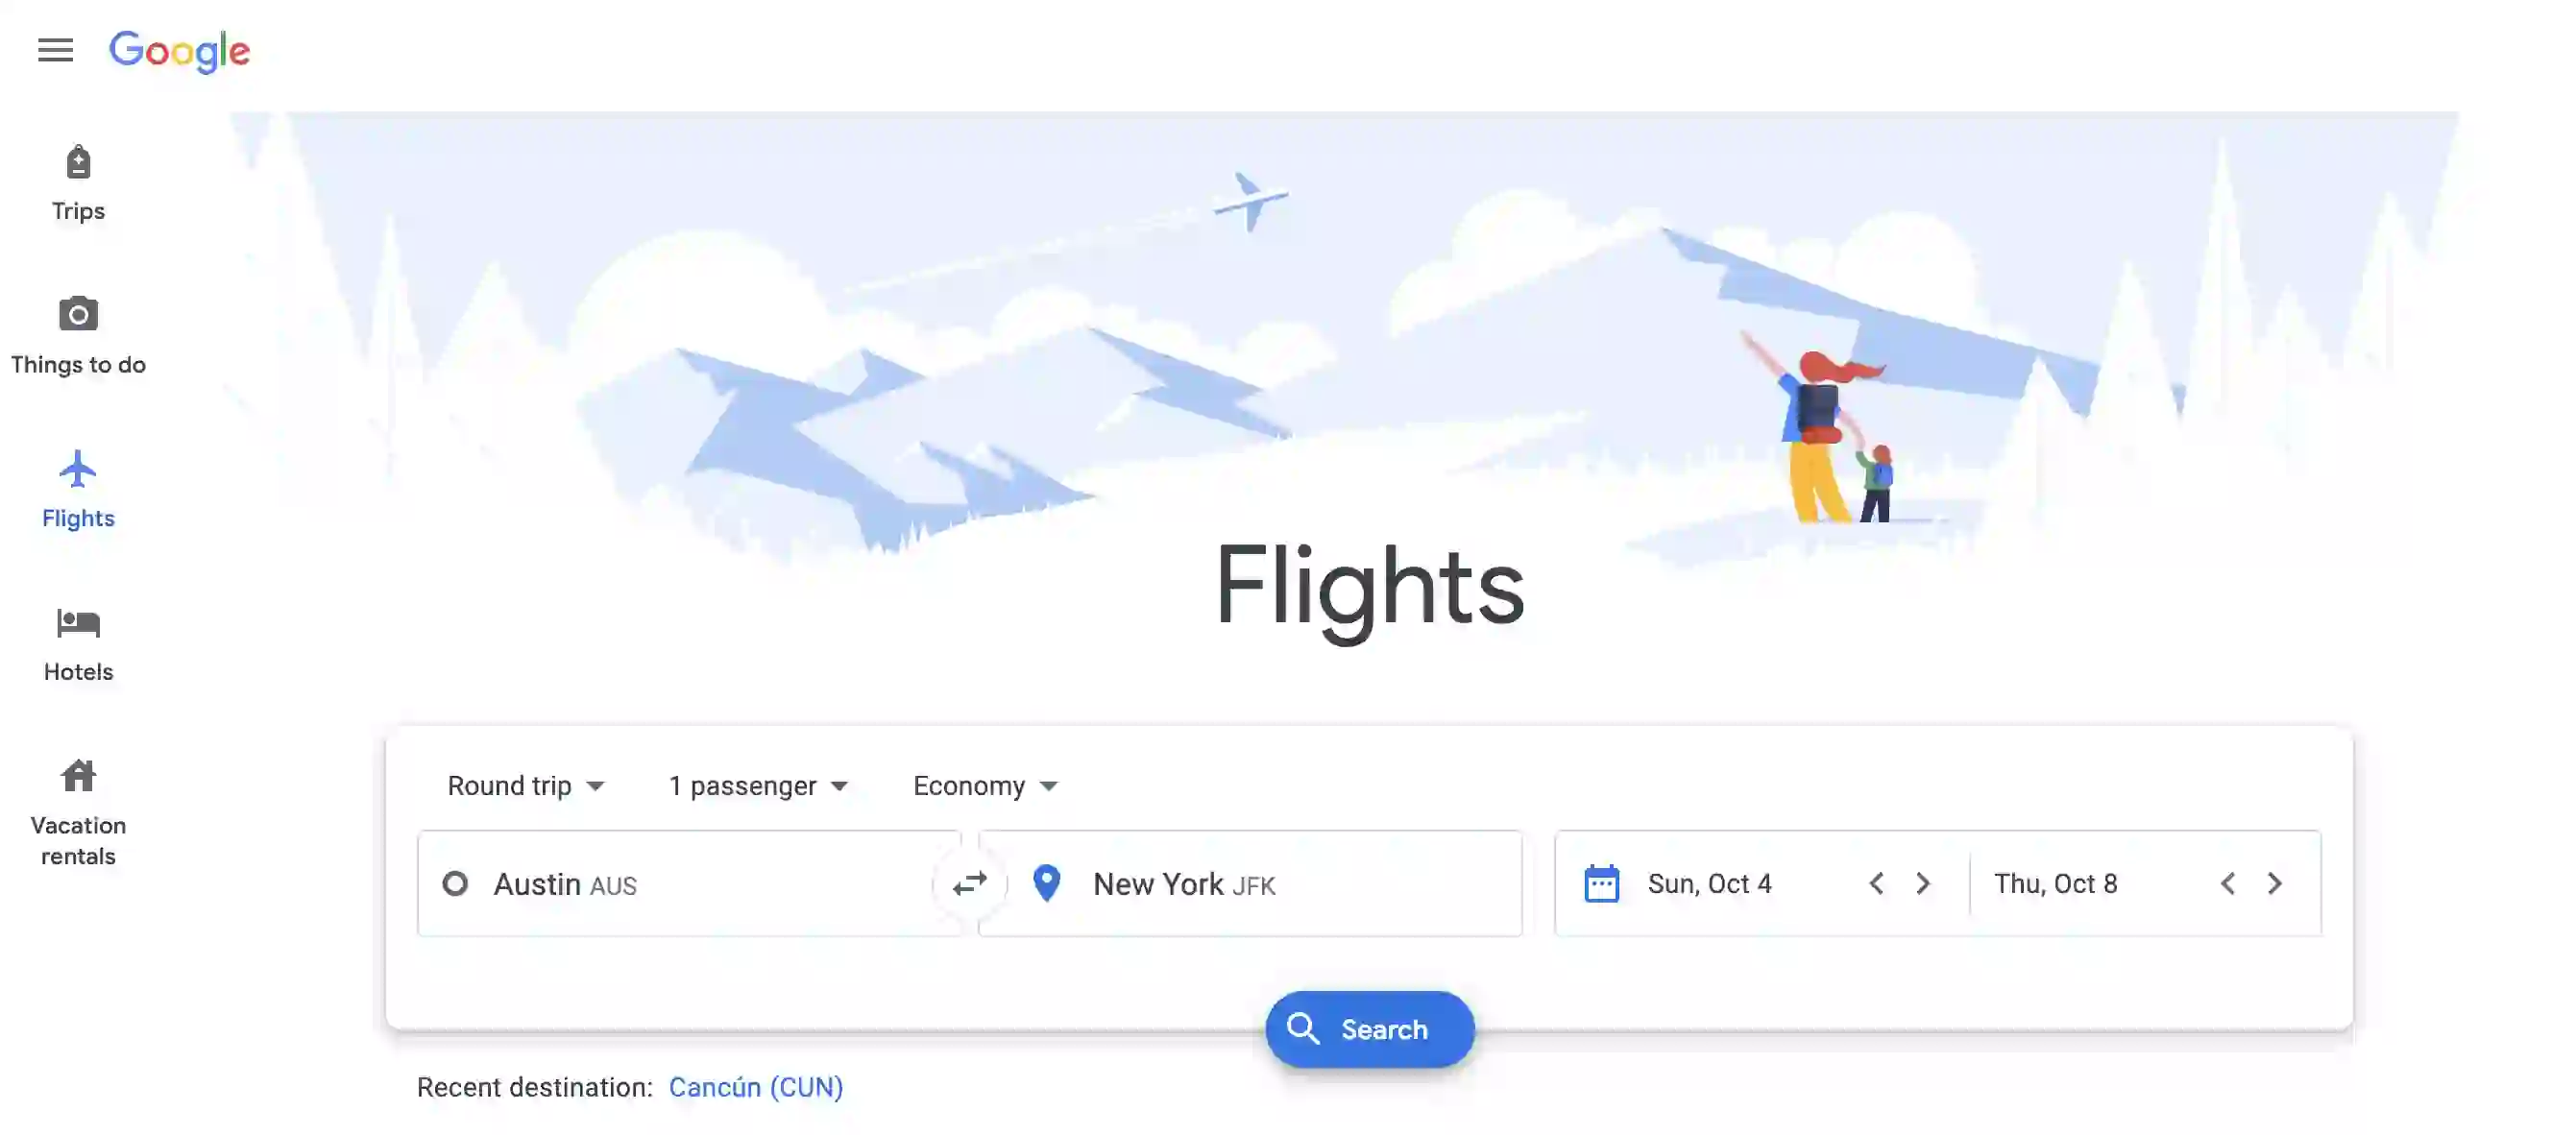 Google
Trips
Things to do
Flights
Hotels
Vacation
rentals
Flights
Round trip 1 passenger Economy
Austin AUS New York JFK Sun, Oct 4 Thu, Oct 8
Search
Recent destination: Cancún (CUN)